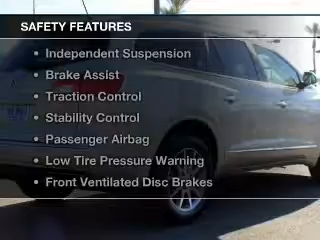 SAFETY FEATURES
• Independent Suspension
• Brake Assist
• Traction Control
• Stability Control
• Passenger Airbag
• Low Tire Pressure Warning
• Front Ventilated Disc Brakes